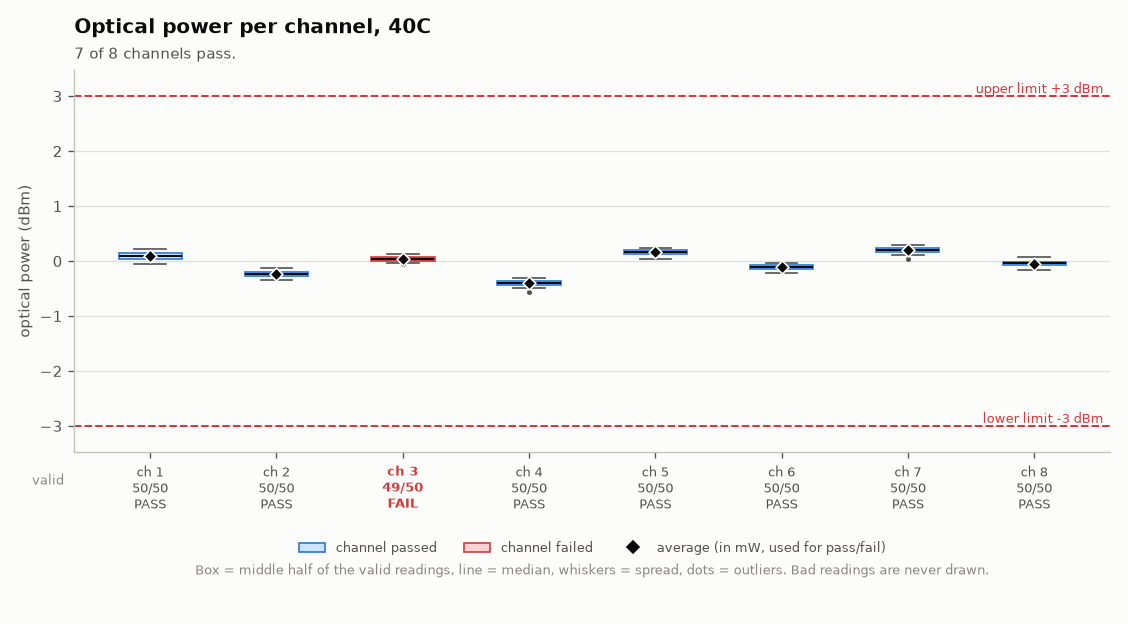 Optical power per channel, 40C
7 of 8 channels pass.
optical power (dBm)
3
2
1
0
−1
−2
−3
upper limit +3 dBm
lower limit -3 dBm
valid
ch 1
50/50
PASS
ch 2
50/50
PASS
ch 3
49/50
FAIL
ch 4
50/50
PASS
ch 5
50/50
PASS
ch 6
50/50
PASS
ch 7
50/50
PASS
ch 8
50/50
PASS
channel passed
channel failed
average (in mW, used for pass/fail)
Box = middle half of the valid readings, line = median, whiskers = spread, dots = outliers. Bad readings are never drawn.